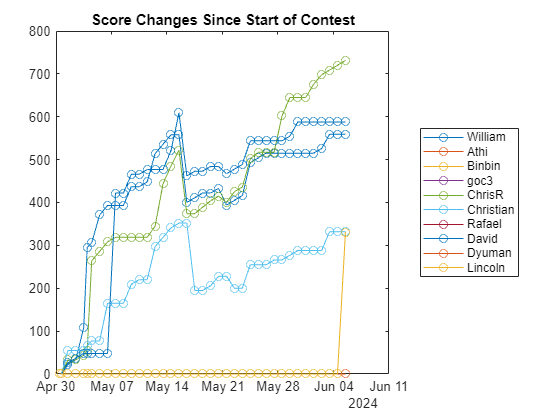 Score Changes Since Start of Contest
800
700
600
500
400
300
200
100
0
Apr 30 May 07 May 14 May 21 May 28 Jun 04 Jun 11
2024
William
Athi
Binbin
goc3
ChrisR
Christian
Rafael
David
Dyuman
Lincoln